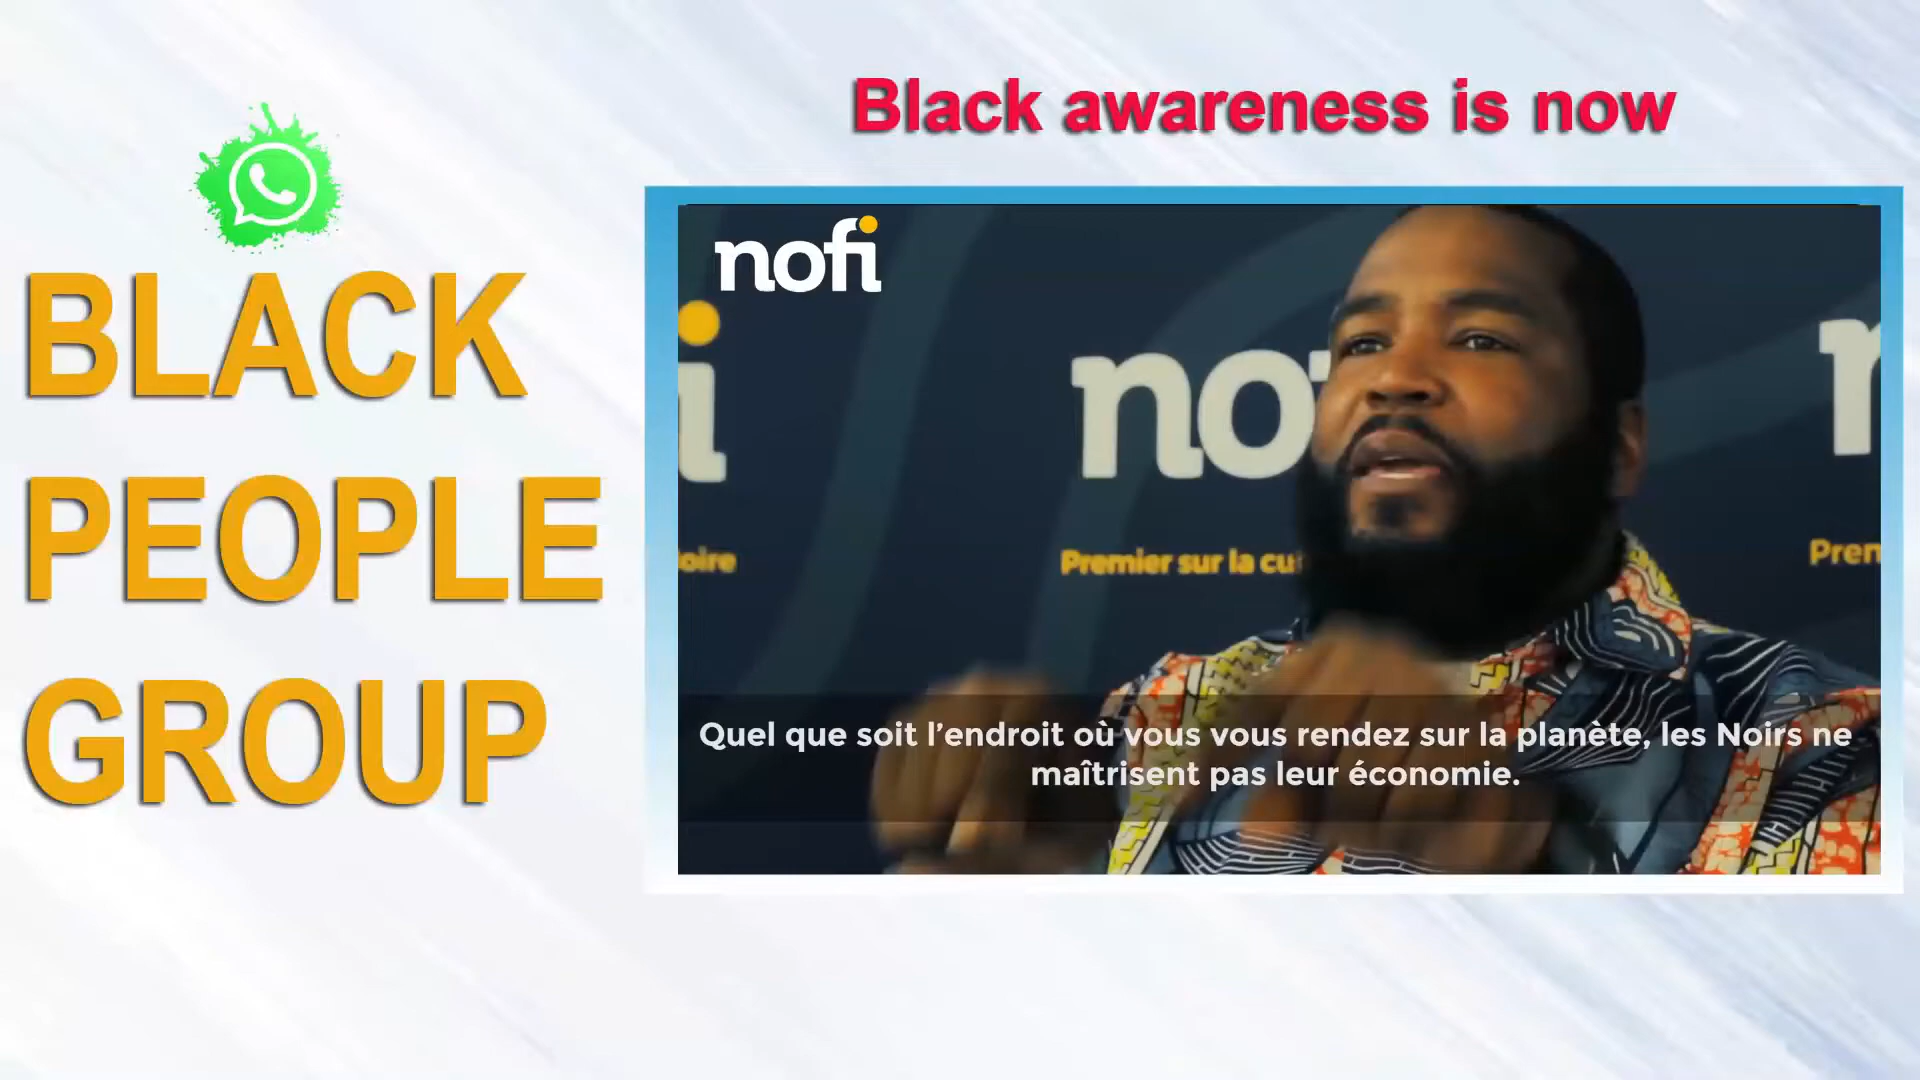 Black awareness is now
BLACK
PEOPLE
GROUP
nofi
i
no
n
oire
Premier sur la cu
Pren
Quel que soit l'endroit où vous vous rendez sur la planète, les Noirs ne
maîtrisent pas leur économie.